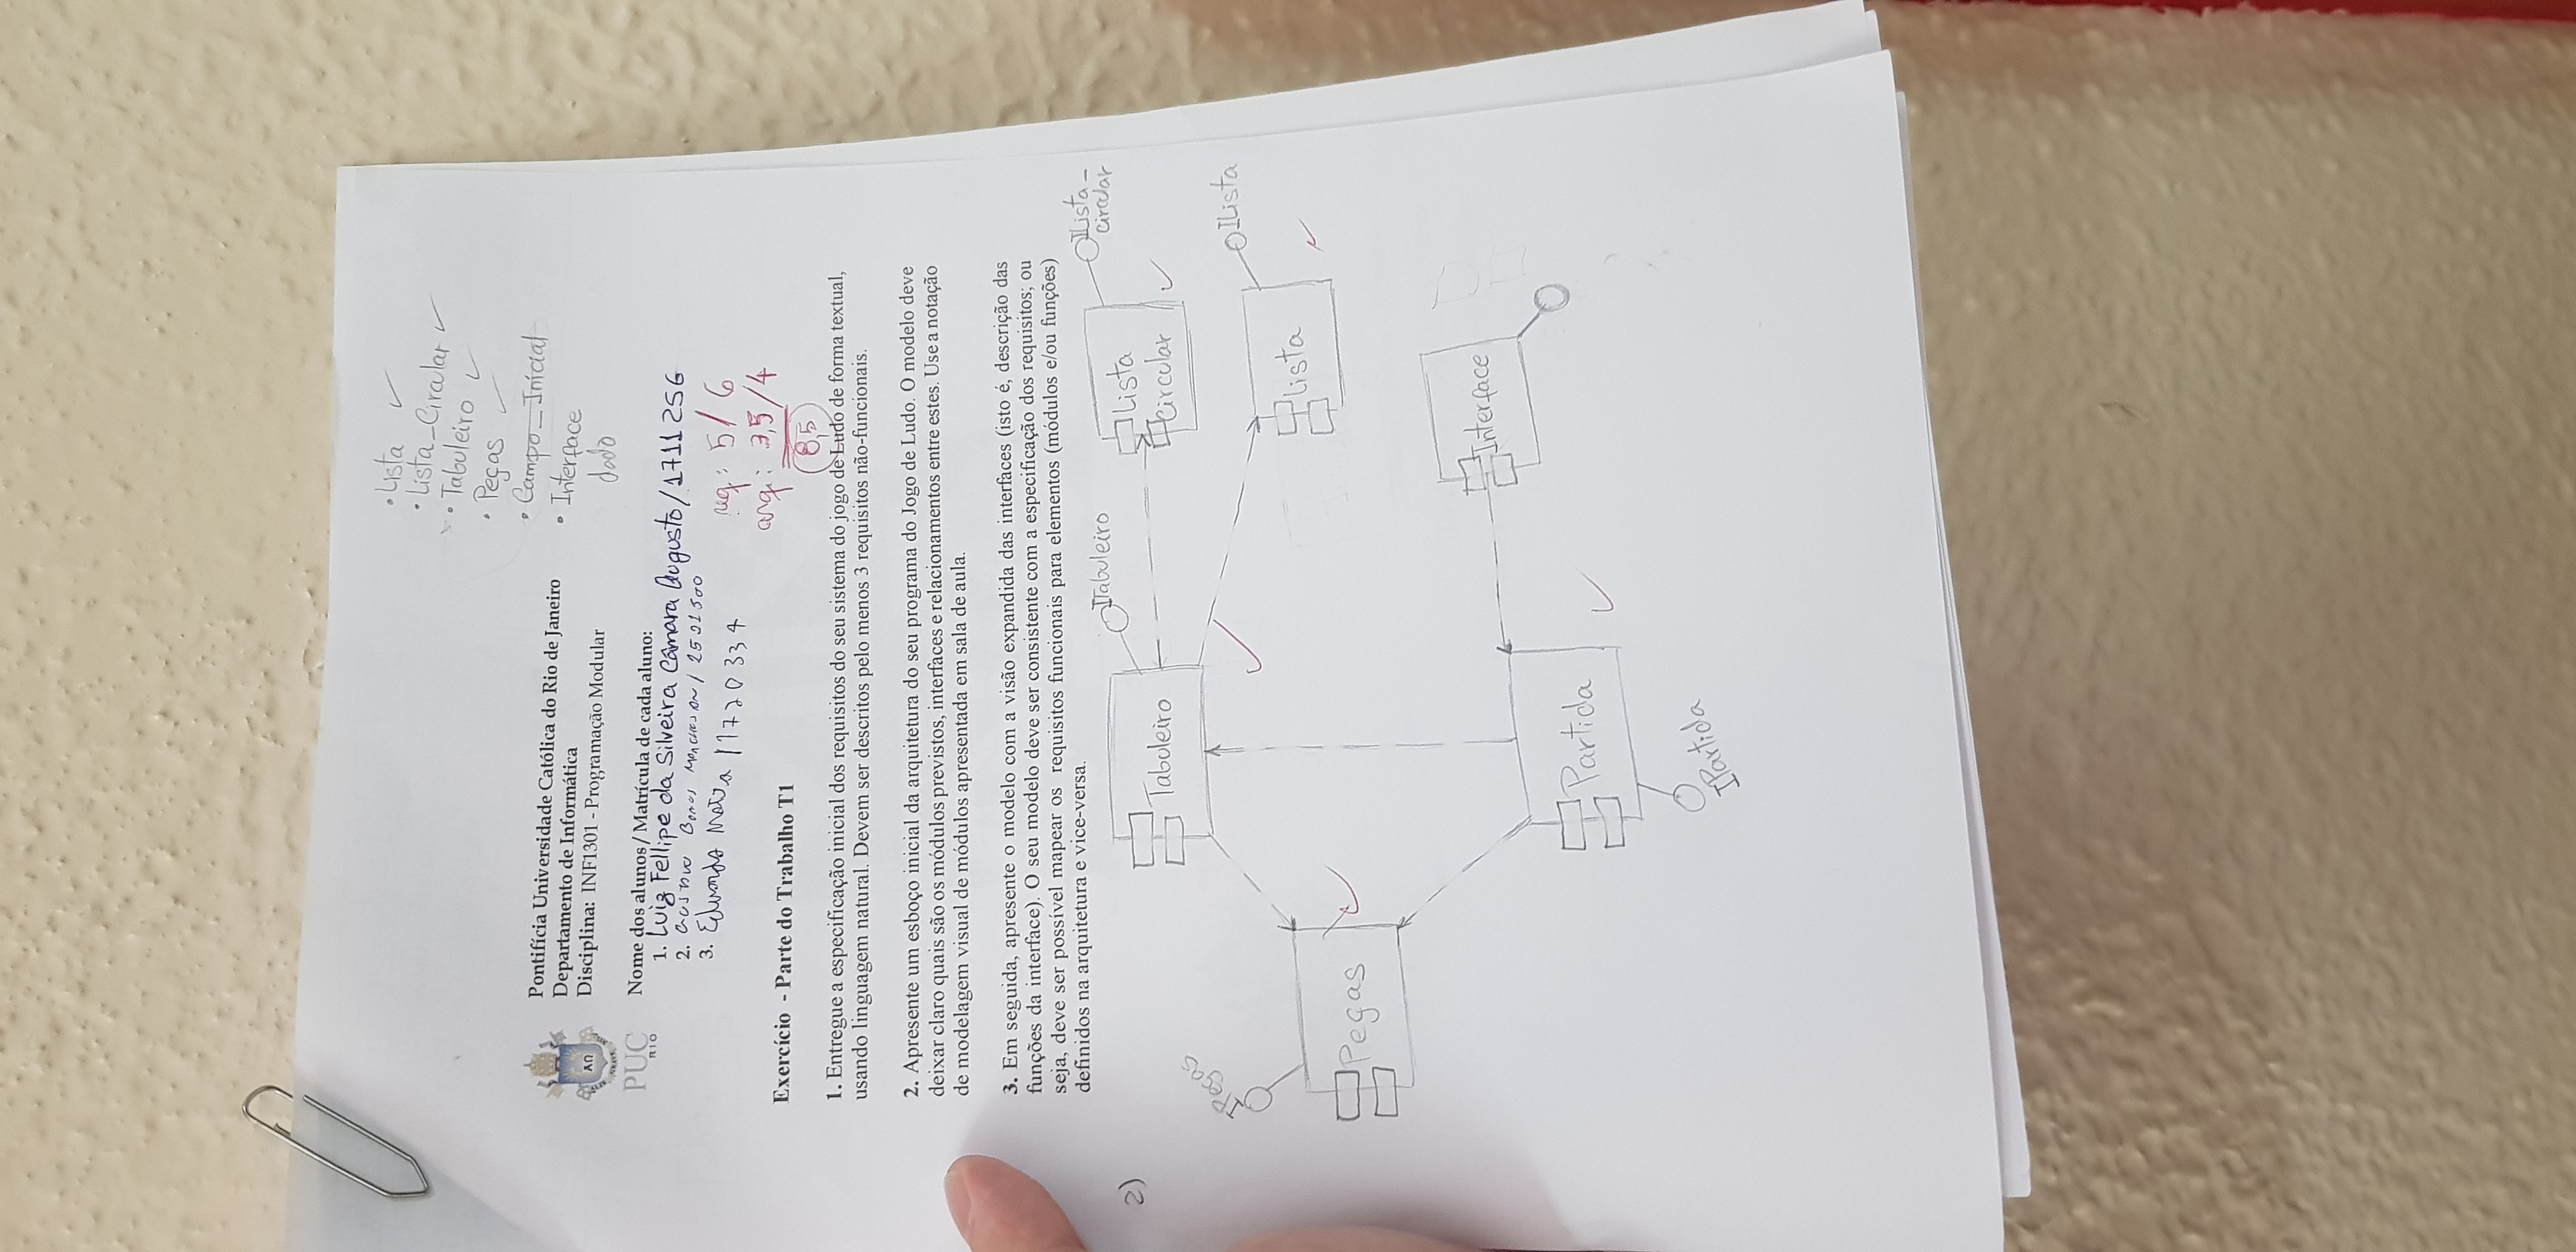 • Lista ✓
• Lista_Circular ✓
• Tabuleiro ✓
• Peças ✓
• Campo_Inicial
• Interface
dado
Pontifícia Universidade Católica do Rio de Janeiro
Departamento de Informática
Disciplina: INF1301 - Programação Modular
ΑΩ
PUC
RIO
Nome dos alunos / Matrícula de cada aluno:
1. Luiz Fellipe da Silveira Câmara Augusto / 1711256
2.
3. Eduardo Motta / 1720334
req: 5/6
arq: 3,5/4
8,5
Exercício - Parte do Trabalho T1
1. Entregue a especificação inicial dos requisitos do seu sistema do jogo de Ludo de forma textual,
usando linguagem natural. Devem ser descritos pelo menos 3 requisitos não-funcionais.
2. Apresente um esboço inicial da arquitetura do seu programa do Jogo de Ludo. O modelo deve
deixar claro quais são os módulos previstos, interfaces e relacionamentos entre estes. Use a notação
de modelagem visual de módulos apresentada em sala de aula.
3. Em seguida, apresente o modelo com a visão expandida das interfaces (isto é, descrição das
funções da interface). O seu modelo deve ser consistente com a especificação dos requisitos; ou
seja, deve ser possível mapear os requisitos funcionais para elementos (módulos e/ou funções)
definidos na arquitetura e vice-versa.
2)
ITabuleiro
ILista_
circular
Tabuleiro
Lista
Circular
IPeças
ILista
Lista
Peças
Interface
Partida
IPartida